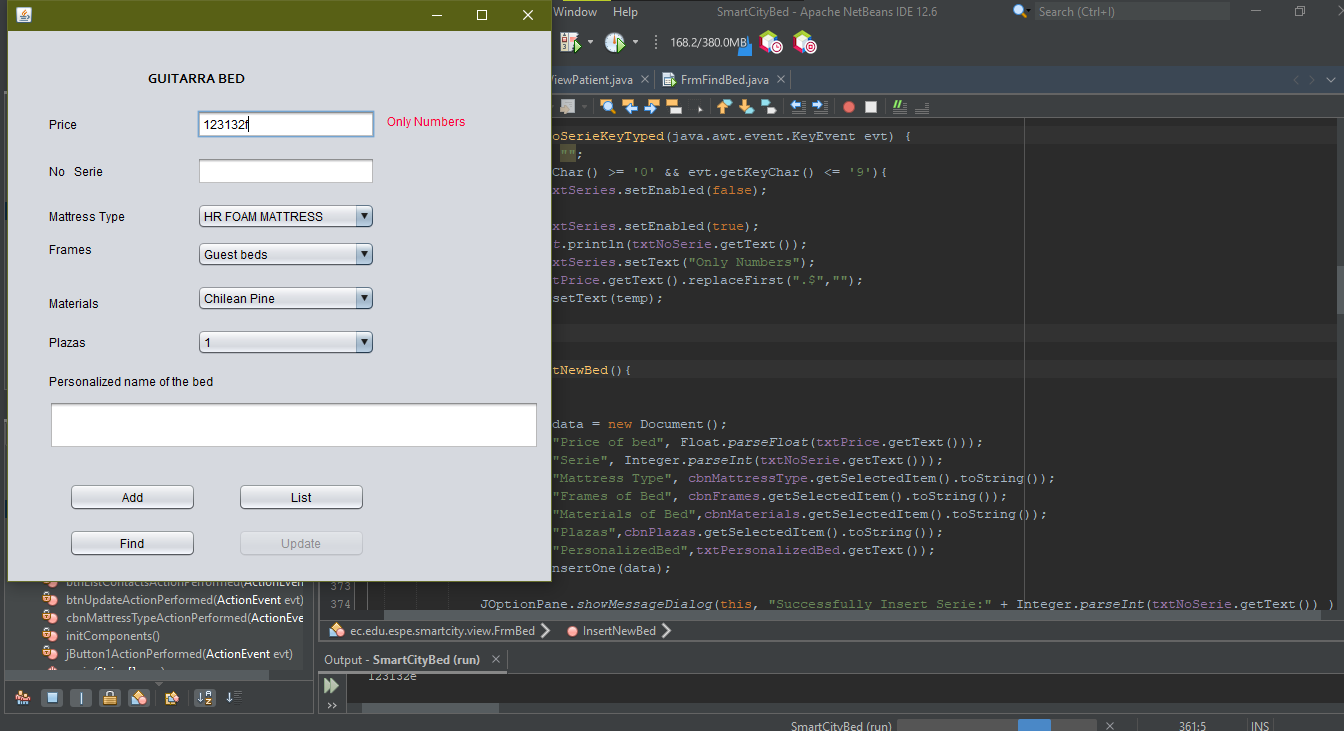 GUITARRA BED
Price
123132f
Only Numbers
No Serie
Mattress Type
HR FOAM MATTRESS
Frames
Guest beds
Materials
Chilean Pine
Plazas
1
Personalized name of the bed
Add
List
Find
Update
Window Help
SmartCityBed - Apache NetBeans IDE 12.6
Search (Ctrl+I)
168.2/380.0MB
iewPatient.java
FrmFindBed.java
oSerieKeyTyped(java.awt.event.KeyEvent evt) {
"";
Char() >= '0' && evt.getKeyChar() <= '9'){
xtSeries.setEnabled(false);
xtSeries.setEnabled(true);
t.println(txtNoSerie.getText());
xtSeries.setText("Only Numbers");
tPrice.getText().replaceFirst(".$","");
setText(temp);
tNewBed(){
data = new Document();
"Price of bed", Float.parseFloat(txtPrice.getText()));
"Serie", Integer.parseInt(txtNoSerie.getText()));
"Mattress Type", cbnMattressType.getSelectedItem().toString());
"Frames of Bed", cbnFrames.getSelectedItem().toString());
"Materials of Bed",cbnMaterials.getSelectedItem().toString());
"Plazas",cbnPlazas.getSelectedItem().toString());
"PersonalizedBed",txtPersonalizedBed.getText());
nsertOne(data);
373
374 JOptionPane.showMessageDialog(this, "Successfully Insert Serie:" + Integer.parseInt(txtNoSerie.getText()) )
btnListContactsActionPerformed(ActionEven
btnUpdateActionPerformed(ActionEvent evt)
cbnMattressTypeActionPerformed(ActionEve
initComponents()
jButton1ActionPerformed(ActionEvent evt)
ec.edu.espe.smartcity.view.FrmBed
InsertNewBed
Output - SmartCityBed (run)
123132e
SmartCityBed (run)
361:5
INS